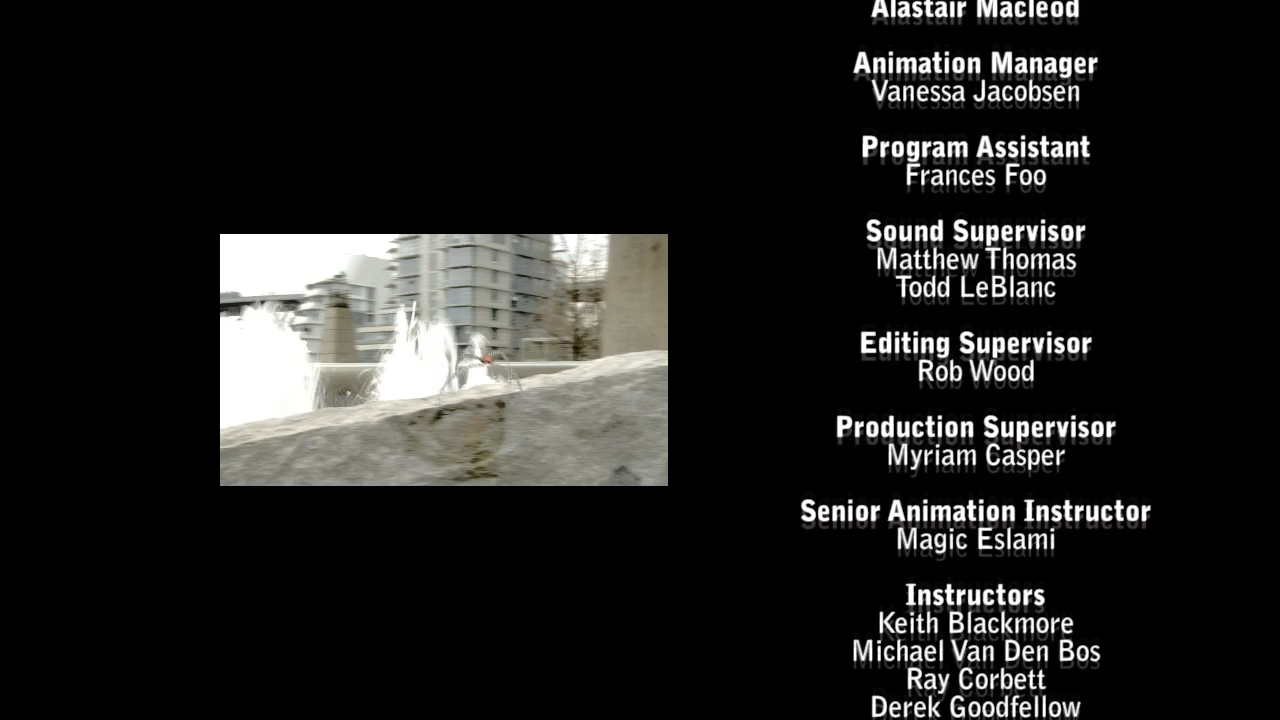 Alastair Macleod
Animation Manager
Vanessa Jacobsen
Program Assistant
Frances Foo
Sound Supervisor
Matthew Thomas
Todd LeBlanc
Editing Supervisor
Rob Wood
Production Supervisor
Myriam Casper
Senior Animation Instructor
Magic Eslami
Instructors
Keith Blackmore
Michael Van Den Bos
Ray Corbett
Derek Goodfellow